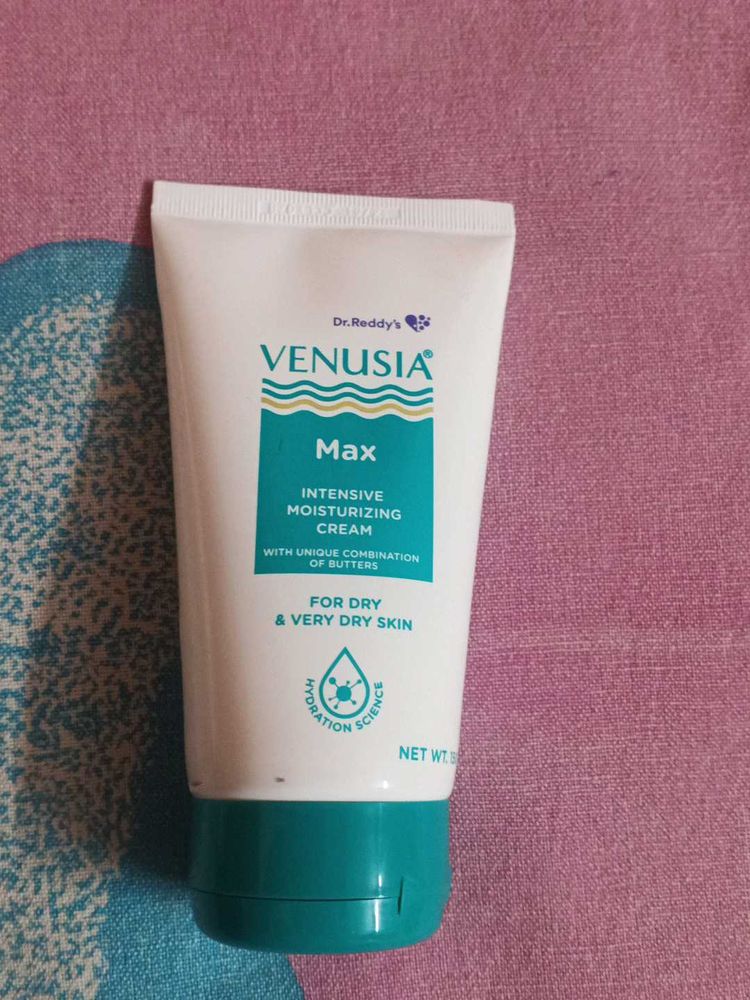 Dr.Reddy's
VENUSIA®
Max
INTENSIVE
MOISTURIZING
CREAM
WITH UNIQUE COMBINATION
OF BUTTERS
FOR DRY
& VERY DRY SKIN
HYDRATION SCIENCE
NET WT.